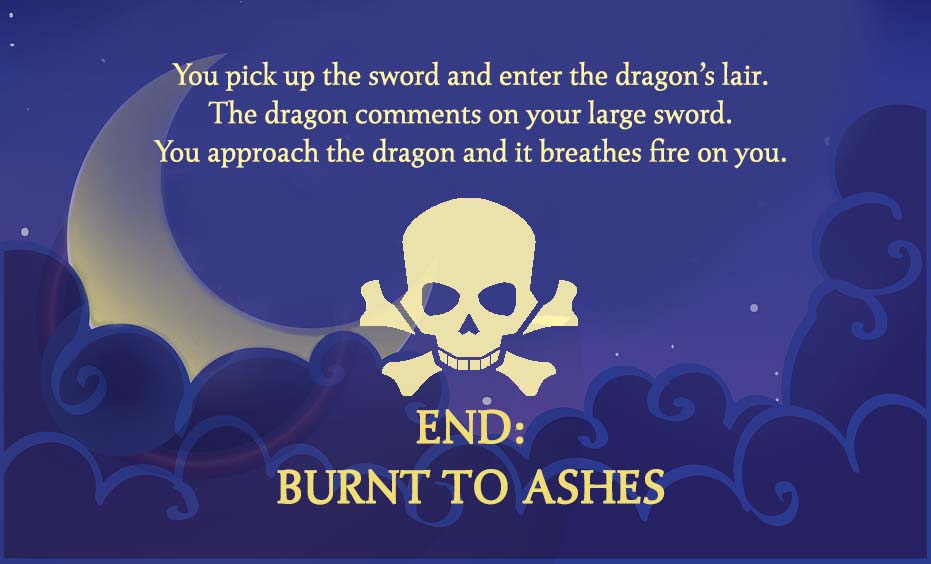 You pick up the sword and enter the dragon’s lair.
The dragon comments on your large sword.
You approach the dragon and it breathes fire on you.
END:
BURNT TO ASHES